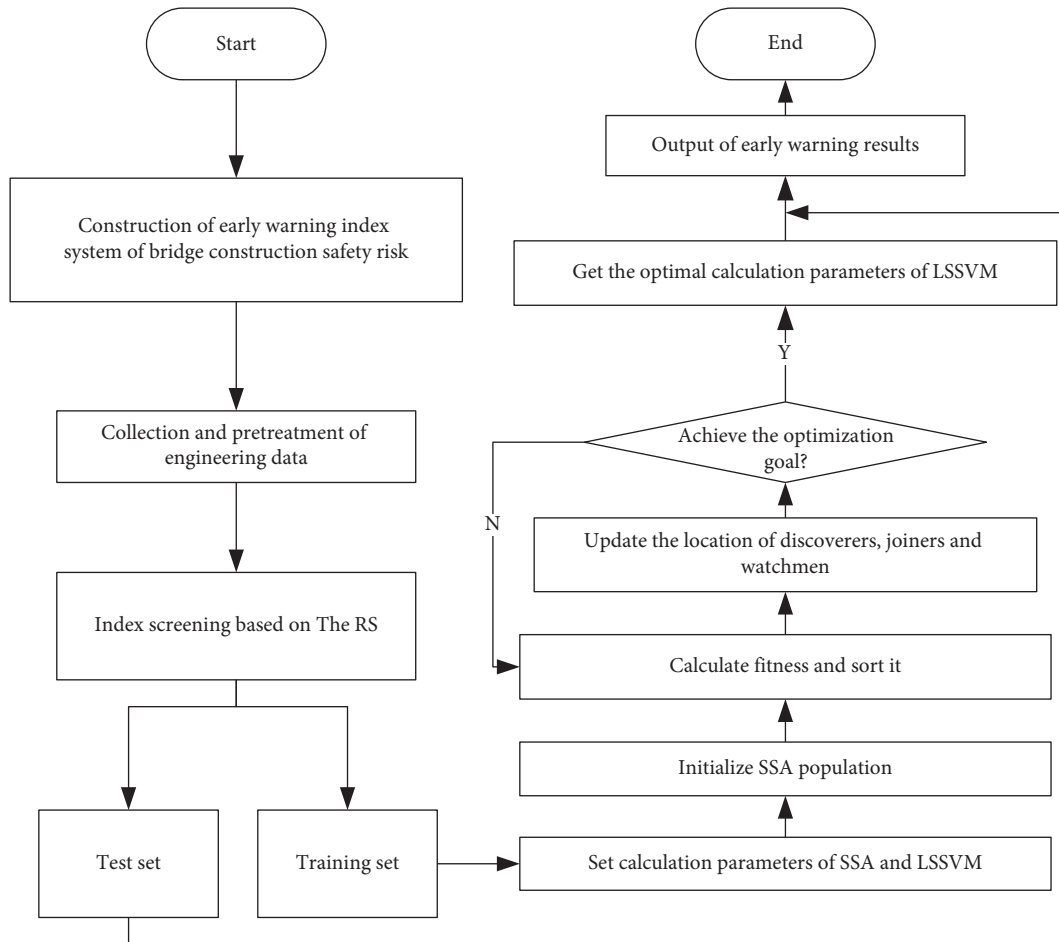 Start
Construction of early warning index
system of bridge construction safety risk
Collection and pretreatment of
engineering data
Index screening based on The RS
Test set
Training set
Set calculation parameters of SSA and LSSVM
Initialize SSA population
Calculate fitness and sort it
Update the location of discoverers, joiners and
watchmen
Achieve the optimization
goal?
N
Y
Get the optimal calculation parameters of LSSVM
Output of early warning results
End